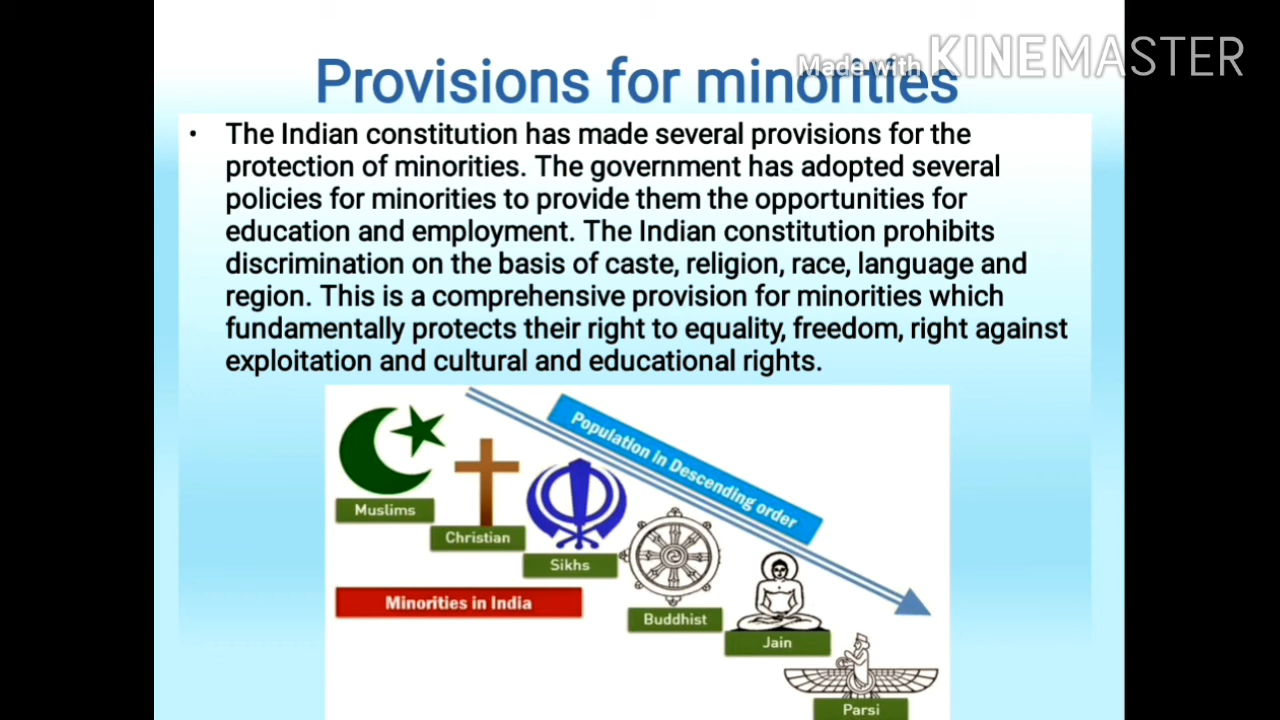 Made with KINEMASTER
Provisions for minorities
• The Indian constitution has made several provisions for the
protection of minorities. The government has adopted several
policies for minorities to provide them the opportunities for
education and employment. The Indian constitution prohibits
discrimination on the basis of caste, religion, race, language and
region. This is a comprehensive provision for minorities which
fundamentally protects their right to equality, freedom, right against
exploitation and cultural and educational rights.
Population in Descending order
Muslims
Christian
Sikhs
Minorities in India
Buddhist
Jain
Parsi